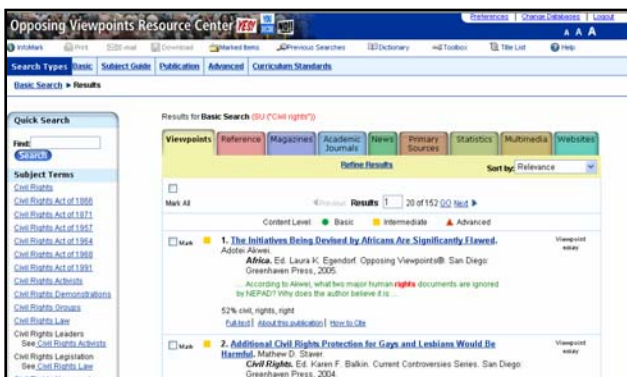 Opposing Viewpoints Resource Center YES!
Preferences | Change Databases | Logout
A A A
InfoMark Print E-mail Download Marked Items Previous Searches Dictionary Toolbox Title List Help
Search Types Basic Subject Guide Publication Advanced Curriculum Standards
Basic Search ▶ Results
Quick Search
Find:
Search
Subject Terms
Civil Rights
Civil Rights Act of 1866
Civil Rights Act of 1871
Civil Rights Act of 1957
Civil Rights Act of 1964
Civil Rights Act of 1968
Civil Rights Act of 1991
Civil Rights Activists
Civil Rights Demonstrations
Civil Rights Groups
Civil Rights Law
Civil Rights Leaders
See Civil Rights Activists
Civil Rights Legislation
See Civil Rights Law
Results for Basic Search (SU ("Civil rights"))
Viewpoints Reference Magazines Academic Journals News Primary Sources Statistics Multimedia Websites
Refine Results
Sort by: Relevance
Mark All
Previous Results 1 20 of 152 GO Next
Content Level: Basic Intermediate Advanced
Mark 1. The Initiatives Being Devised by Africans Are Significantly Flawed. Viewpoint essay
Adotei Akwei.
Africa. Ed. Laura K. Egendorf. Opposing Viewpoints®. San Diego:
Greenhaven Press, 2005.
... According to Akwei, what two major human rights documents are ignored
by NEPAD? Why does the author believe it is ...
52% civil, rights, right
Full-text | About this publication | How to Cite
Mark 2. Additional Civil Rights Protection for Gays and Lesbians Would Be Viewpoint essay
Harmful. Mathew D. Staver.
Civil Rights. Ed. Karen F. Balkin. Current Controversies Series. San Diego:
Greenhaven Press, 2004.